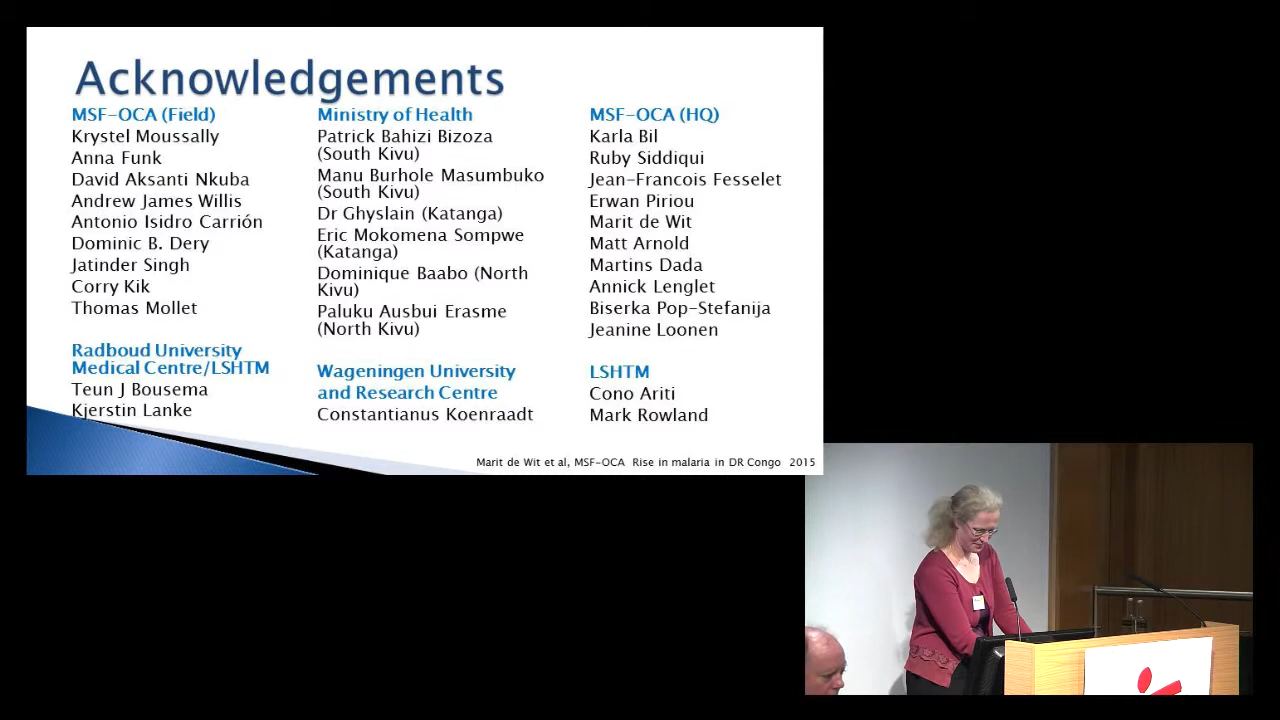 Acknowledgements
MSF-OCA (Field)
Krystel Moussally
Anna Funk
David Aksanti Nkuba
Andrew James Willis
Antonio Isidro Carrión
Dominic B. Dery
Jatinder Singh
Corry Kik
Thomas Mollet
Radboud University
Medical Centre/LSHTM
Teun J Bousema
Kjerstin Lanke
Ministry of Health
Patrick Bahizi Bizoza
(South Kivu)
Manu Burhole Masumbuko
(South Kivu)
Dr Ghyslain (Katanga)
Eric Mokomena Sompwe
(Katanga)
Dominique Baabo (North
Kivu)
Paluku Ausbui Erasme
(North Kivu)
Wageningen University
and Research Centre
Constantianus Koenraadt
MSF-OCA (HQ)
Karla Bil
Ruby Siddiqui
Jean-Francois Fesselet
Erwan Piriou
Marit de Wit
Matt Arnold
Martins Dada
Annick Lenglet
Biserka Pop-Stefanija
Jeanine Loonen
LSHTM
Cono Ariti
Mark Rowland
Marit de Wit et al, MSF-OCA Rise in malaria in DR Congo 2015